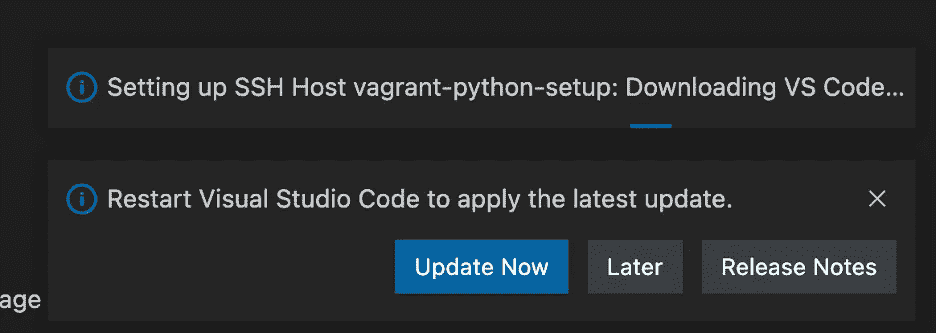 Setting up SSH Host vagrant-python-setup: Downloading VS Code...
Restart Visual Studio Code to apply the latest update.
Update Now Later Release Notes
age